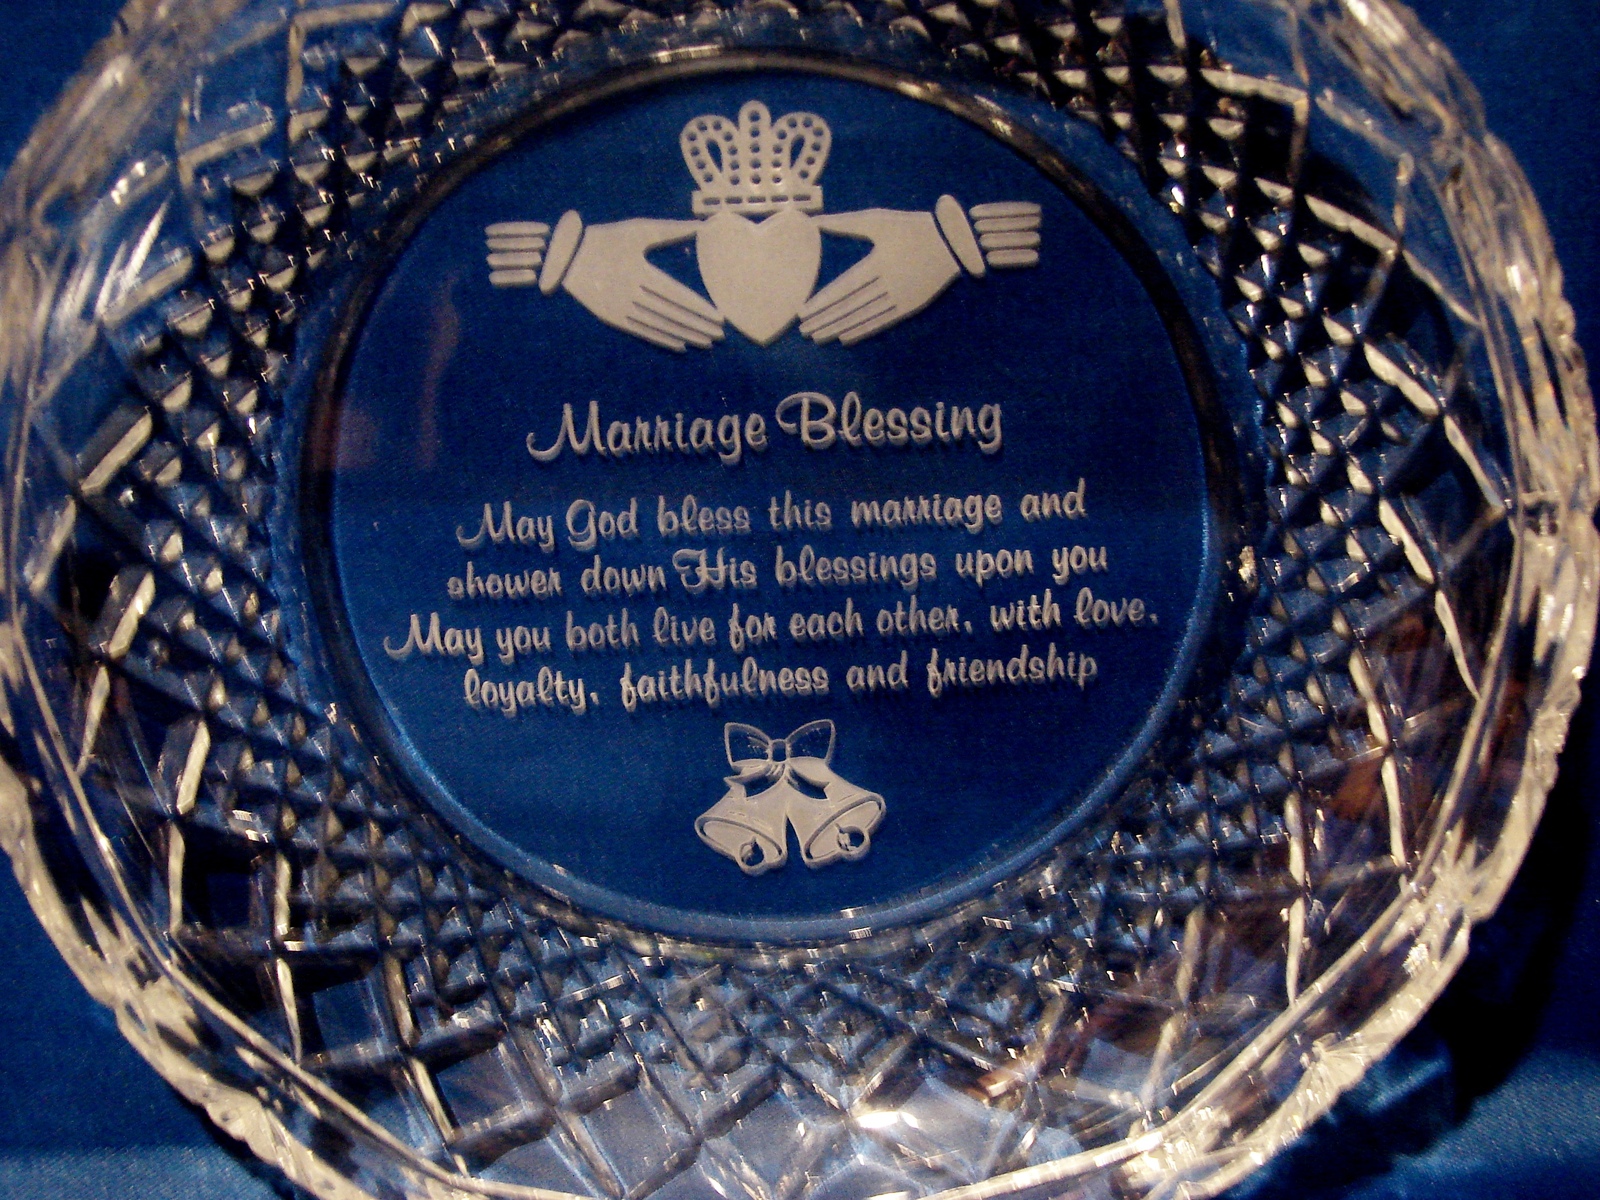 Marriage Blessing
May God bless this marriage and
shower down His blessings upon you
May you both live for each other, with love,
loyalty, faithfulness and friendship